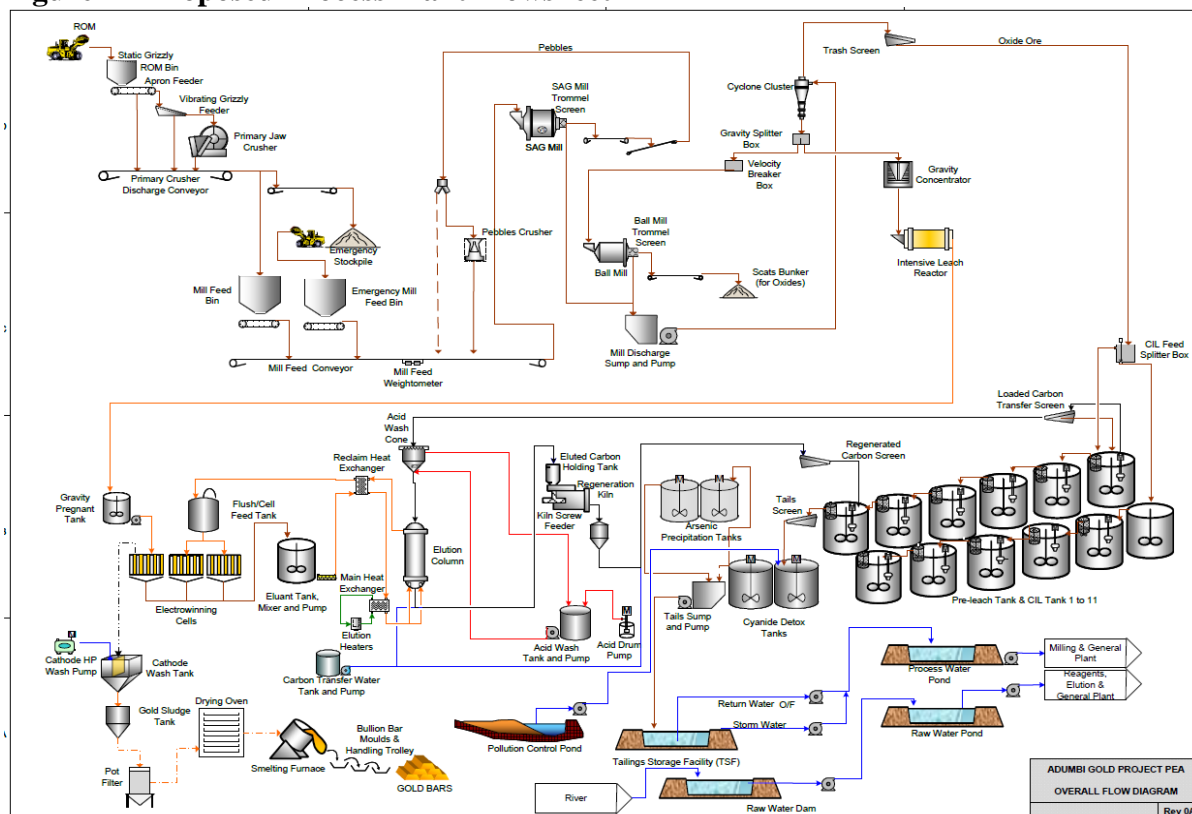 ROM
Static Grizzly
ROM Bin
Apron Feeder
Vibrating Grizzly
Feeder
Primary Jaw
Crusher
Primary Crusher
Discharge Conveyor
Emergency
Stockpile
Mill Feed
Bin
Emergency Mill
Feed Bin
Mill Feed Conveyor
Mill Feed
Weightometer
Pebbles
SAG Mill
Trommel
Screen
SAG Mill
Pebbles Crusher
Ball Mill
Trommel
Screen
Ball Mill
Scats Bunker
(for Oxides)
Mill Discharge
Sump and Pump
Trash Screen
Oxide Ore
Cyclone Cluster
Gravity Splitter
Box
Velocity
Breaker
Box
Gravity
Concentrator
Intensive Leach
Reactor
CIL Feed
Splitter Box
Loaded Carbon
Transfer Screen
Acid
Wash
Cone
Reclaim Heat
Exchanger
Eluted Carbon
Holding Tank
Regeneration
Kiln
Kiln Screw
Feeder
Regenerated
Carbon Screen
Gravity
Pregnant
Tank
Flush/Cell
Feed Tank
Elution
Column
Arsenic
Precipitation Tanks
Tails
Screen
Electrowinning
Cells
Eluant Tank,
Mixer and Pump
Main Heat
Exchanger
Elution
Heaters
Tails Sump
and Pump
Cyanide Detox
Tanks
Pre-leach Tank & CIL Tank 1 to 11
Acid Wash
Tank and Pump
Acid Drum
Pump
Carbon Transfer Water
Tank and Pump
Cathode HP
Wash Pump
Cathode
Wash Tank
Gold Sludge
Tank
Drying Oven
Pot
Filter
Smelting Furnace
Bullion Bar
Moulds &
Handling Trolley
GOLD BARS
Pollution Control Pond
Return Water O/F
Storm Water
Tailings Storage Facility (TSF)
River
Raw Water Dam
Process Water
Pond
Milling & General
Plant
Reagents,
Elution &
General Plant
Raw Water Pond
ADUMBI GOLD PROJECT PEA
OVERALL FLOW DIAGRAM
Rev 0A